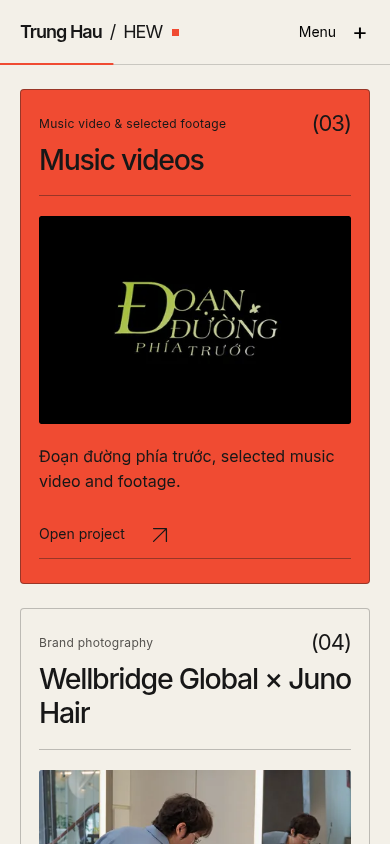 Trung Hau / HEW
Menu +
Music video & selected footage
(03)
Music videos
ĐOẠN
ĐƯỜNG
PHÍA TRƯỚC
Đoạn đường phía trước, selected music
video and footage.
Open project
Brand photography
(04)
Wellbridge Global × Juno
Hair